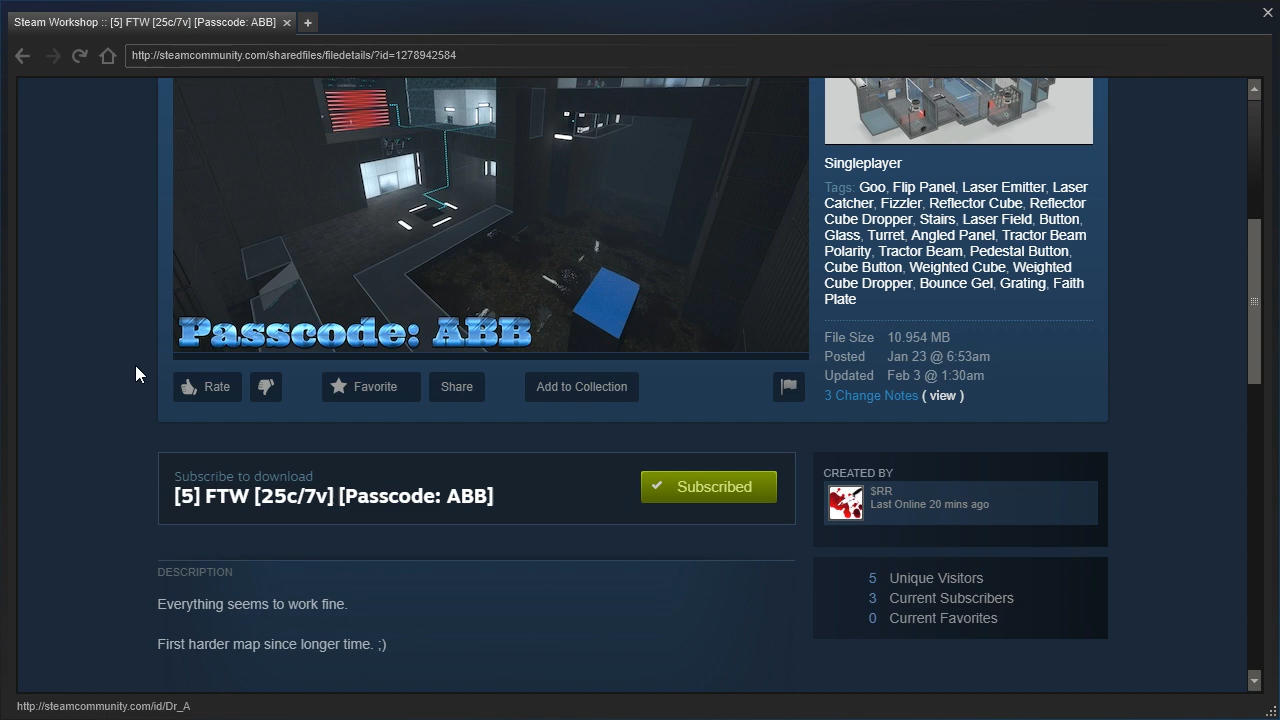 Steam Workshop :: [5] FTW [25c/7v] [Passcode: ABB]
http://steamcommunity.com/sharedfiles/filedetails/?id=1278942584
Passcode: ABB
Singleplayer
Tags: Goo, Flip Panel, Laser Emitter, Laser
Catcher, Fizzler, Reflector Cube, Reflector
Cube Dropper, Stairs, Laser Field, Button,
Glass, Turret, Angled Panel, Tractor Beam
Polarity, Tractor Beam, Pedestal Button,
Cube Button, Weighted Cube, Weighted
Cube Dropper, Bounce Gel, Grating, Faith
Plate
File Size 10.954 MB
Posted Jan 23 @ 6:53am
Updated Feb 3 @ 1:30am
3 Change Notes ( view )
Rate Favorite Share Add to Collection
Subscribe to download
[5] FTW [25c/7v] [Passcode: ABB]
Subscribed
CREATED BY
$RR
Last Online 20 mins ago
DESCRIPTION
Everything seems to work fine.
First harder map since longer time. ;)
5 Unique Visitors
3 Current Subscribers
0 Current Favorites
http://steamcommunity.com/id/Dr_A